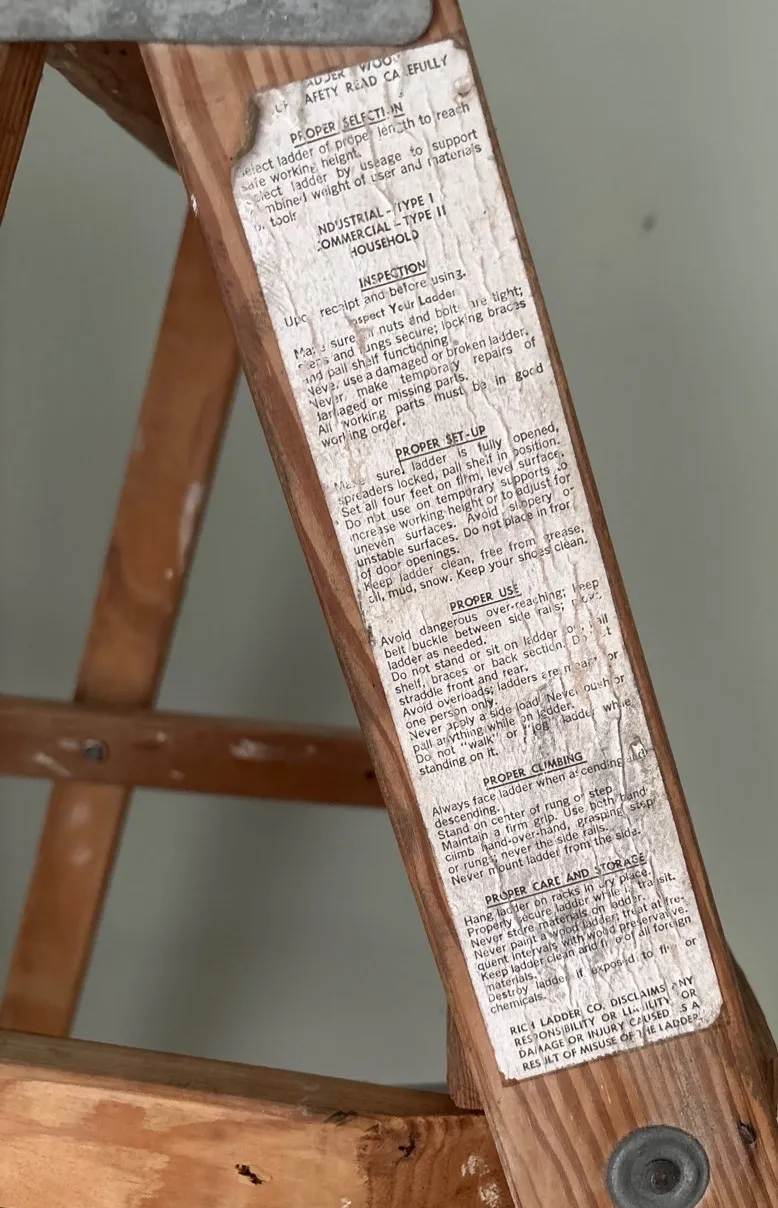 WOOD
SAFETY READ CAREFULLY
PROPER SELECTION
Select ladder of proper length to reach
safe working height.
Select ladder by useage to support
combined weight of user and materials
or tools
INDUSTRIAL - TYPE I
COMMERCIAL - TYPE II
HOUSEHOLD
INSPECTION
Upon receipt and before using.
Inspect Your Ladder
Make sure all nuts and bolts are tight;
steps and rungs secure; locking braces
and pail shelf functioning.
Never use a damaged or broken ladder.
Never make temporary repairs of
damaged or missing parts.
All working parts must be in good
working order.
PROPER SET-UP
Make sure ladder is fully opened,
spreaders locked, pail shelf in position.
Set all four feet on firm, level surface.
Do not use on temporary supports to
increase working height or to adjust for
uneven surfaces. Avoid slippery or
unstable surfaces. Do not place in front
of door openings.
Keep ladder clean, free from grease,
oil, mud, snow. Keep your shoes clean.
PROPER USE
Avoid dangerous over-reaching; keep
belt buckle between side rails; move
ladder as needed.
Do not stand or sit on ladder top, pail
shelf, braces or back section. Do not
straddle front and rear.
Avoid overloads; ladders are meant for
one person only.
Never apply a side load. Never push or
pull anything while on ladder.
Do not "walk" or "jog" ladder while
standing on it.
PROPER CLIMBING
Always face ladder when ascending and
descending.
Stand on center of rung or step.
Maintain a firm grip. Use both hand
climb hand-over-hand, grasping step
or rungs; never the side rails.
Never mount ladder from the side.
PROPER CARE AND STORAGE
Hang ladder on racks in dry place.
Properly secure ladder while in transit.
Never store materials on ladder.
Never paint a wood ladder; treat at fre-
quent intervals with wood preservative.
Keep ladder clean and free of all foreign
materials.
Destroy ladder if exposed to fire or
chemicals.
RICH LADDER CO. DISCLAIMS ANY
RESPONSIBILITY OR LIABILITY OR
DAMAGE OR INJURY CAUSED AS A
RESULT OF MISUSE OF THE LADDER